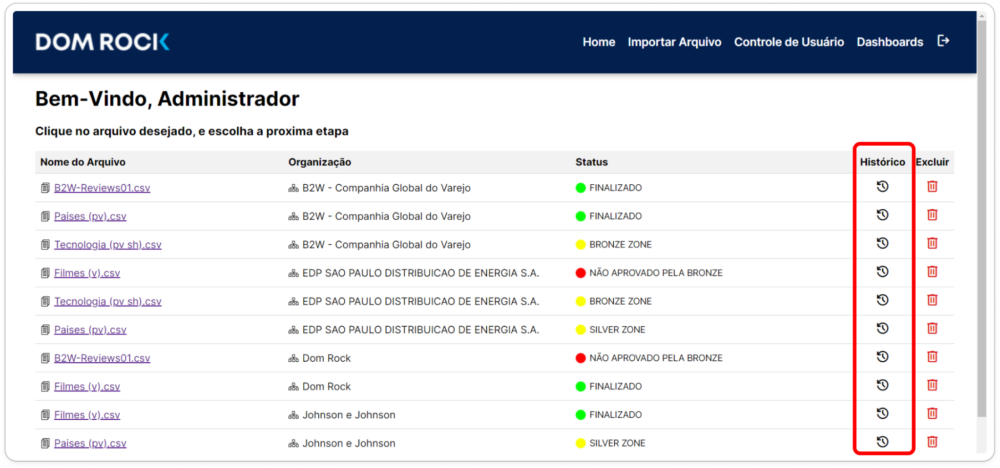 DOM ROCK
Home Importar Arquivo Controle de Usuário Dashboards
Bem-Vindo, Administrador
Clique no arquivo desejado, e escolha a proxima etapa
Nome do Arquivo Organização Status Histórico Excluir
B2W-Reviews01.csv B2W - Companhia Global do Varejo FINALIZADO
Paises (pv).csv B2W - Companhia Global do Varejo FINALIZADO
Tecnologia (pv sh).csv B2W - Companhia Global do Varejo BRONZE ZONE
Filmes (v).csv EDP SAO PAULO DISTRIBUICAO DE ENERGIA S.A. NÃO APROVADO PELA BRONZE
Tecnologia (pv sh).csv EDP SAO PAULO DISTRIBUICAO DE ENERGIA S.A. BRONZE ZONE
Paises (pv).csv EDP SAO PAULO DISTRIBUICAO DE ENERGIA S.A. SILVER ZONE
B2W-Reviews01.csv Dom Rock NÃO APROVADO PELA BRONZE
Filmes (v).csv Dom Rock FINALIZADO
Filmes (v).csv Johnson e Johnson FINALIZADO
Paises (pv).csv Johnson e Johnson SILVER ZONE